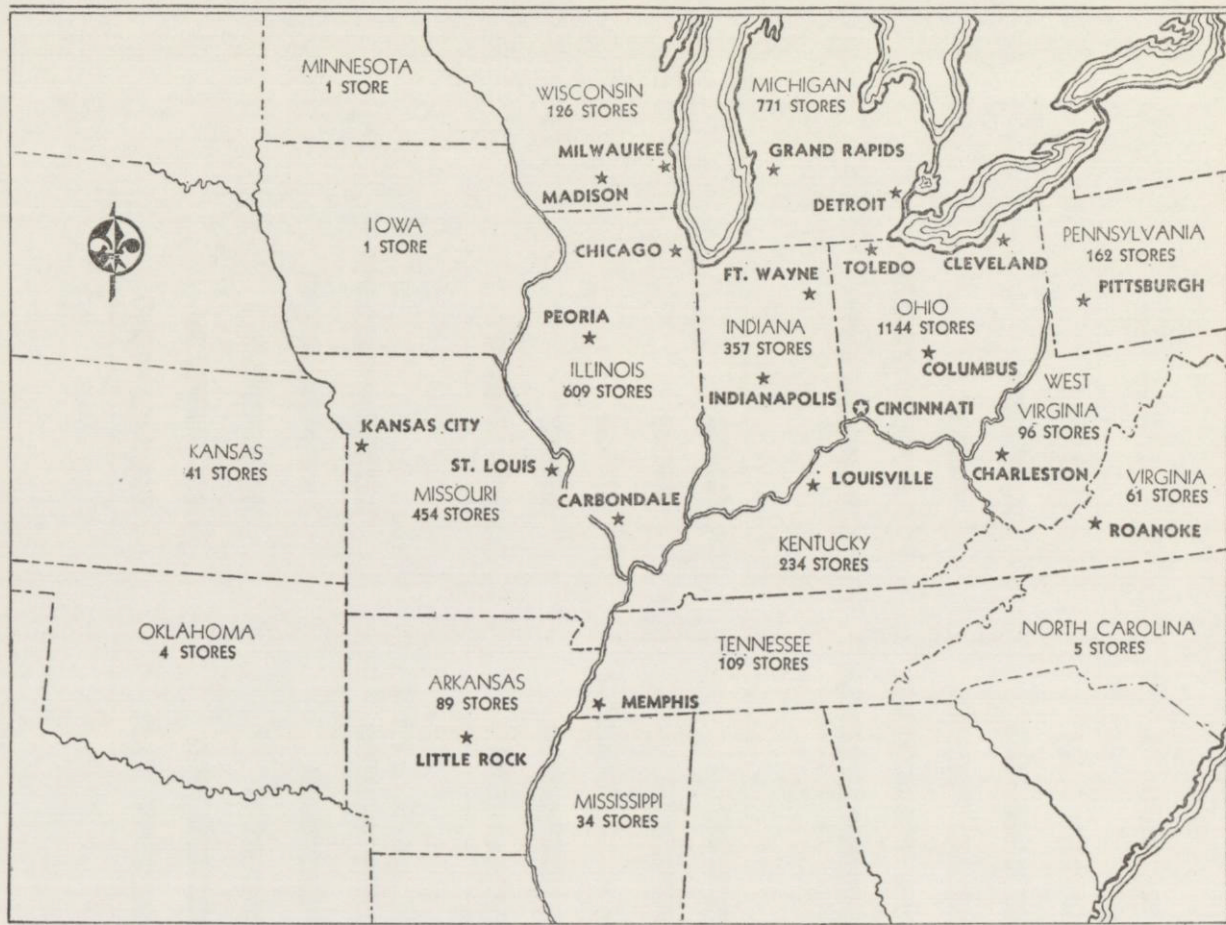 MINNESOTA
1 STORE
WISCONSIN
126 STORES
MICHIGAN
771 STORES
MILWAUKEE
MADISON
GRAND RAPIDS
DETROIT
IOWA
1 STORE
CHICAGO
FT. WAYNE
TOLEDO
CLEVELAND
PENNSYLVANIA
162 STORES
PITTSBURGH
PEORIA
ILLINOIS
609 STORES
INDIANA
357 STORES
INDIANAPOLIS
OHIO
1144 STORES
COLUMBUS
CINCINNATI
WEST
VIRGINIA
96 STORES
CHARLESTON
KANSAS
41 STORES
KANSAS CITY
ST. LOUIS
MISSOURI
454 STORES
CARBONDALE
LOUISVILLE
VIRGINIA
61 STORES
ROANOKE
KENTUCKY
234 STORES
OKLAHOMA
4 STORES
TENNESSEE
109 STORES
NORTH CAROLINA
5 STORES
ARKANSAS
89 STORES
LITTLE ROCK
MEMPHIS
MISSISSIPPI
34 STORES